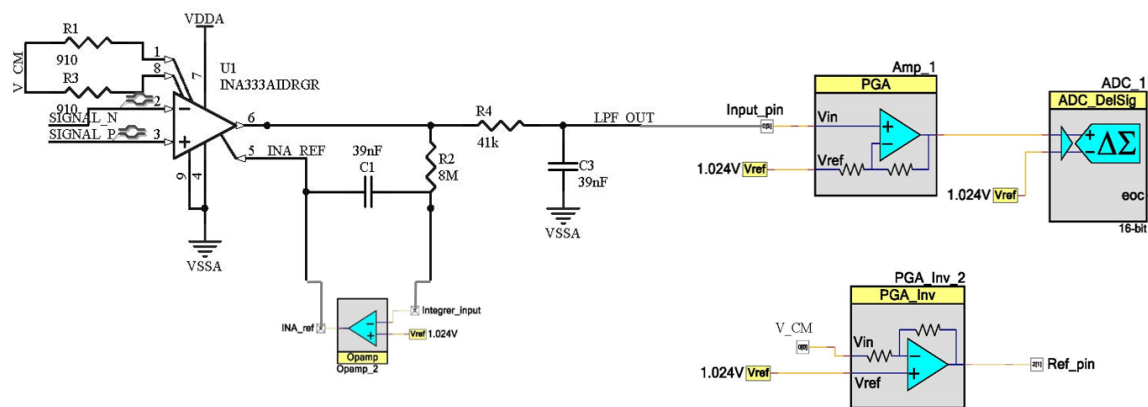 VDDA
R1
910
V_CM
R3
910
1
8
7
U1
INA333AIDRGR
SIGNAL_N
2
SIGNAL_P
3
6
5
INA_REF
9
4
VSSA
39nF
C1
R2
8M
R4
41k
LPF_OUT
C3
39nF
VSSA
INA_ref
Integrer_input
Vref 1.024V
Opamp
Opamp_2
Amp_1
PGA
Input_pin
Vin
Vref
1.024V Vref
ADC_1
ADC_DelSig
ΔΣ
1.024V Vref
eoc
16-bit
PGA_Inv_2
PGA_Inv
V_CM
Vin
1.024V Vref
Vref
Ref_pin